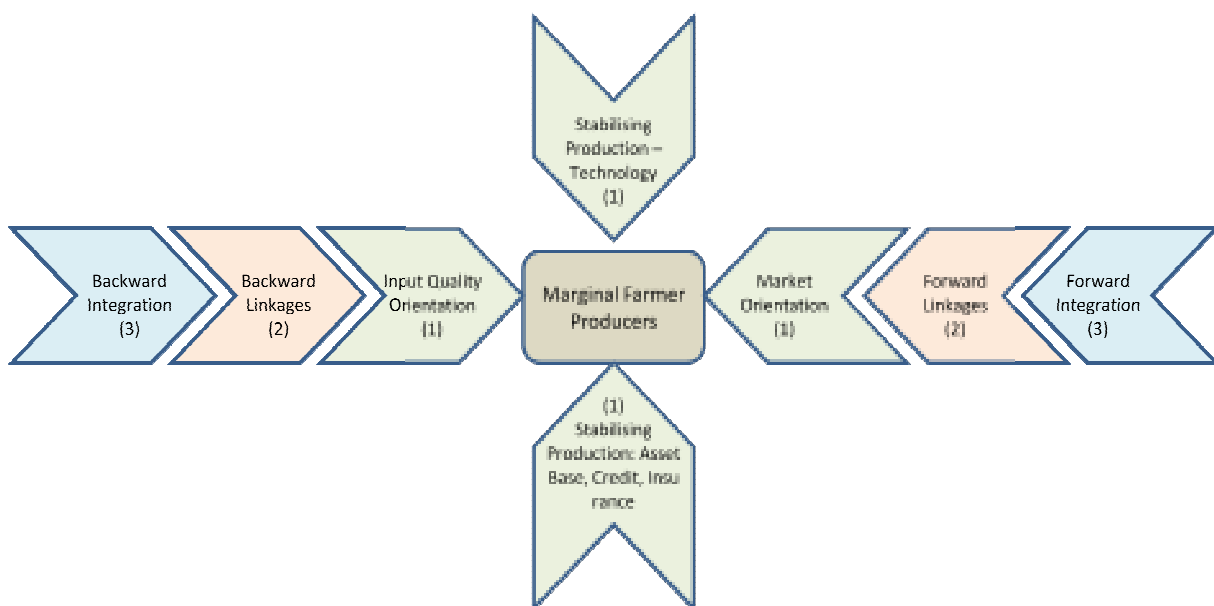 Stabilising
Production –
Technology
(1)
Backward
Integration
(3)
Backward
Linkages
(2)
Input Quality
Orientation
(1)
Marginal Farmer
Producers
Market
Orientation
(1)
Forward
Linkages
(2)
Forward
Integration
(3)
(1)
Stabilising
Production: Asset
Base, Credit, Insu
rance